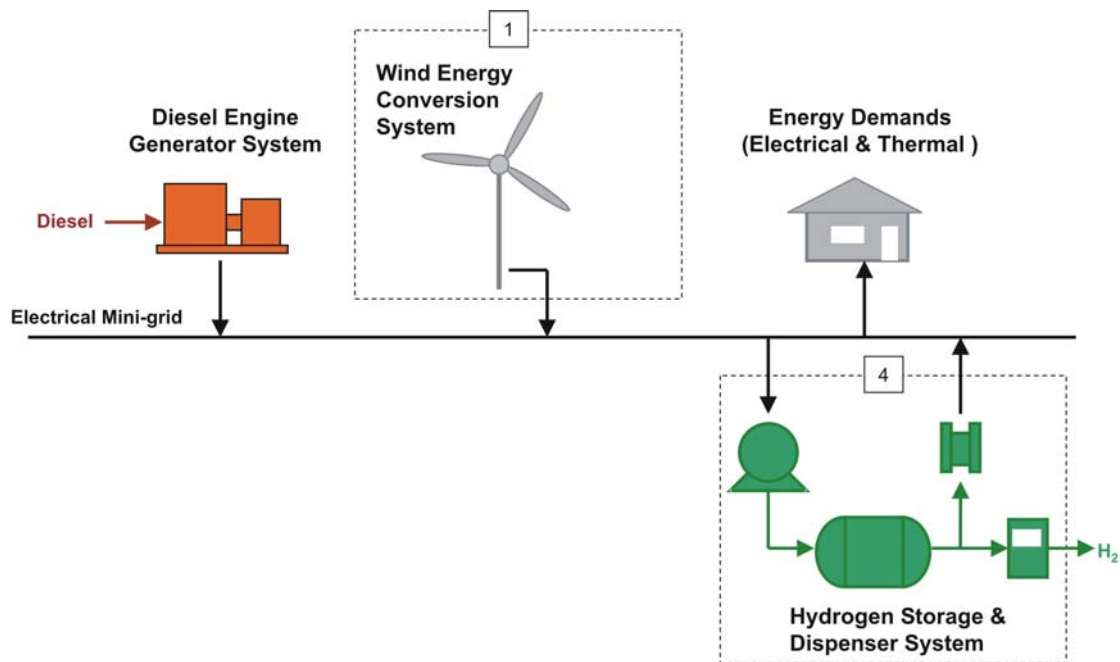 1
Wind Energy
Conversion
System
Diesel Engine
Generator System
Energy Demands
(Electrical & Thermal )
Diesel
Electrical Mini-grid
4
H2
Hydrogen Storage &
Dispenser System